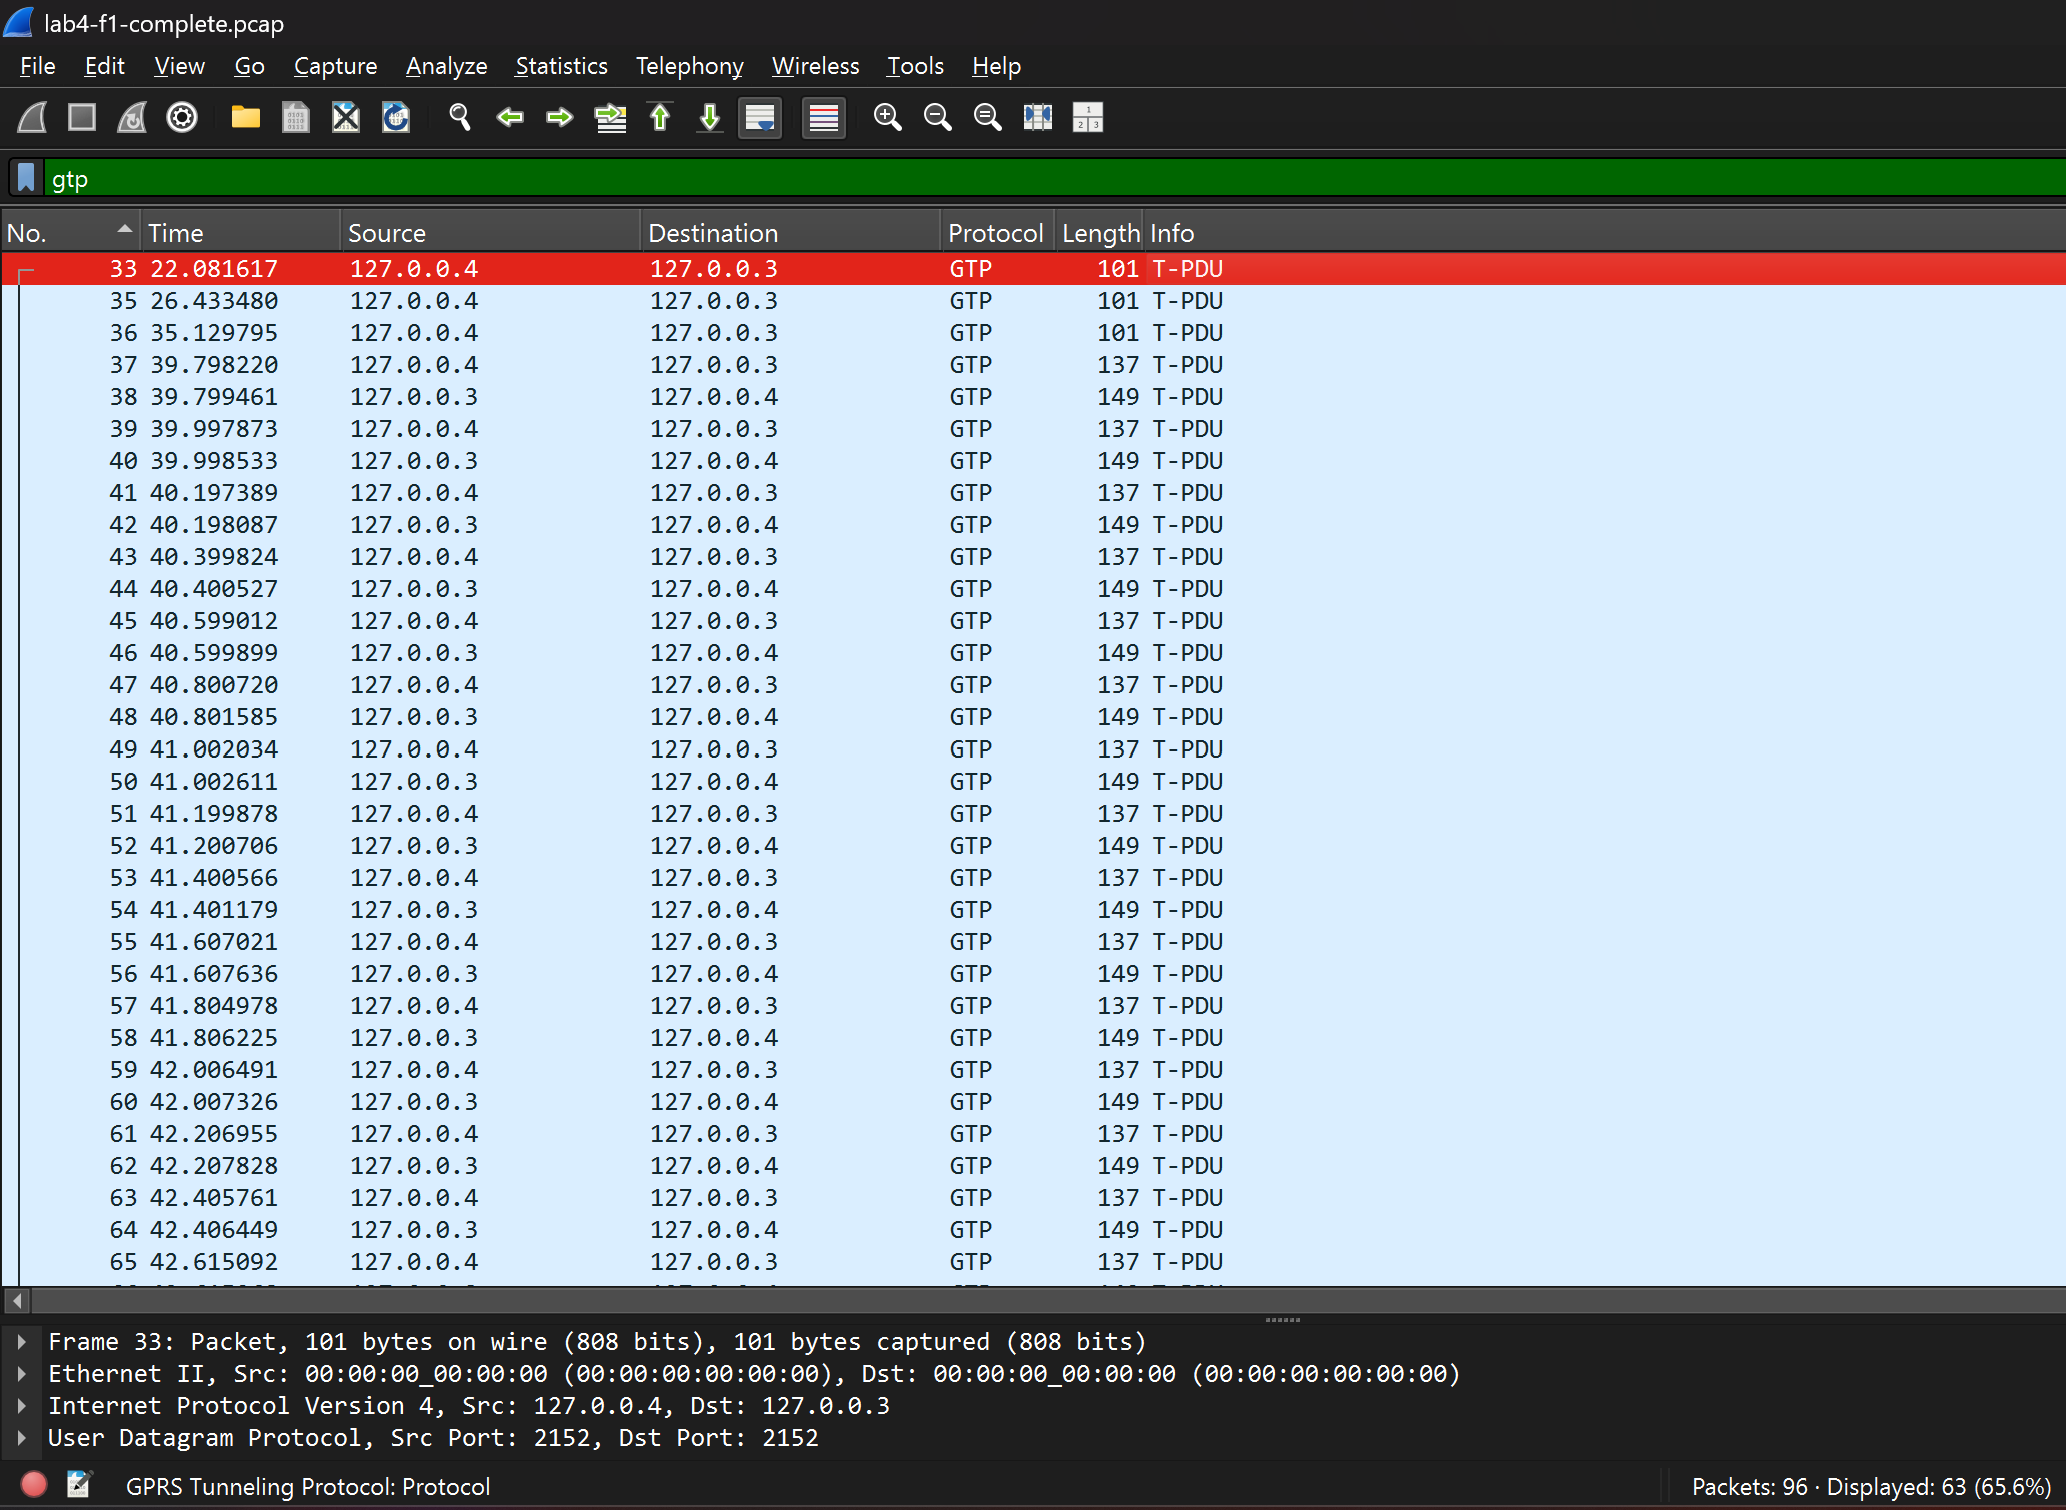 lab4-f1-complete.pcap
File Edit View Go Capture Analyze Statistics Telephony Wireless Tools Help
gtp
No. Time Source Destination Protocol Length Info
33 22.081617 127.0.0.4 127.0.0.3 GTP 101 T-PDU
35 26.433480 127.0.0.4 127.0.0.3 GTP 101 T-PDU
36 35.129795 127.0.0.4 127.0.0.3 GTP 101 T-PDU
37 39.798220 127.0.0.4 127.0.0.3 GTP 137 T-PDU
38 39.799461 127.0.0.3 127.0.0.4 GTP 149 T-PDU
39 39.997873 127.0.0.4 127.0.0.3 GTP 137 T-PDU
40 39.998533 127.0.0.3 127.0.0.4 GTP 149 T-PDU
41 40.197389 127.0.0.4 127.0.0.3 GTP 137 T-PDU
42 40.198087 127.0.0.3 127.0.0.4 GTP 149 T-PDU
43 40.399824 127.0.0.4 127.0.0.3 GTP 137 T-PDU
44 40.400527 127.0.0.3 127.0.0.4 GTP 149 T-PDU
45 40.599012 127.0.0.4 127.0.0.3 GTP 137 T-PDU
46 40.599899 127.0.0.3 127.0.0.4 GTP 149 T-PDU
47 40.800720 127.0.0.4 127.0.0.3 GTP 137 T-PDU
48 40.801585 127.0.0.3 127.0.0.4 GTP 149 T-PDU
49 41.002034 127.0.0.4 127.0.0.3 GTP 137 T-PDU
50 41.002611 127.0.0.3 127.0.0.4 GTP 149 T-PDU
51 41.199878 127.0.0.4 127.0.0.3 GTP 137 T-PDU
52 41.200706 127.0.0.3 127.0.0.4 GTP 149 T-PDU
53 41.400566 127.0.0.4 127.0.0.3 GTP 137 T-PDU
54 41.401179 127.0.0.3 127.0.0.4 GTP 149 T-PDU
55 41.607021 127.0.0.4 127.0.0.3 GTP 137 T-PDU
56 41.607636 127.0.0.3 127.0.0.4 GTP 149 T-PDU
57 41.804978 127.0.0.4 127.0.0.3 GTP 137 T-PDU
58 41.806225 127.0.0.3 127.0.0.4 GTP 149 T-PDU
59 42.006491 127.0.0.4 127.0.0.3 GTP 137 T-PDU
60 42.007326 127.0.0.3 127.0.0.4 GTP 149 T-PDU
61 42.206955 127.0.0.4 127.0.0.3 GTP 137 T-PDU
62 42.207828 127.0.0.3 127.0.0.4 GTP 149 T-PDU
63 42.405761 127.0.0.4 127.0.0.3 GTP 137 T-PDU
64 42.406449 127.0.0.3 127.0.0.4 GTP 149 T-PDU
65 42.615092 127.0.0.4 127.0.0.3 GTP 137 T-PDU
Frame 33: Packet, 101 bytes on wire (808 bits), 101 bytes captured (808 bits)
Ethernet II, Src: 00:00:00_00:00:00 (00:00:00:00:00:00), Dst: 00:00:00_00:00:00 (00:00:00:00:00:00)
Internet Protocol Version 4, Src: 127.0.0.4, Dst: 127.0.0.3
User Datagram Protocol, Src Port: 2152, Dst Port: 2152
GPRS Tunneling Protocol: Protocol
Packets: 96 · Displayed: 63 (65.6%)